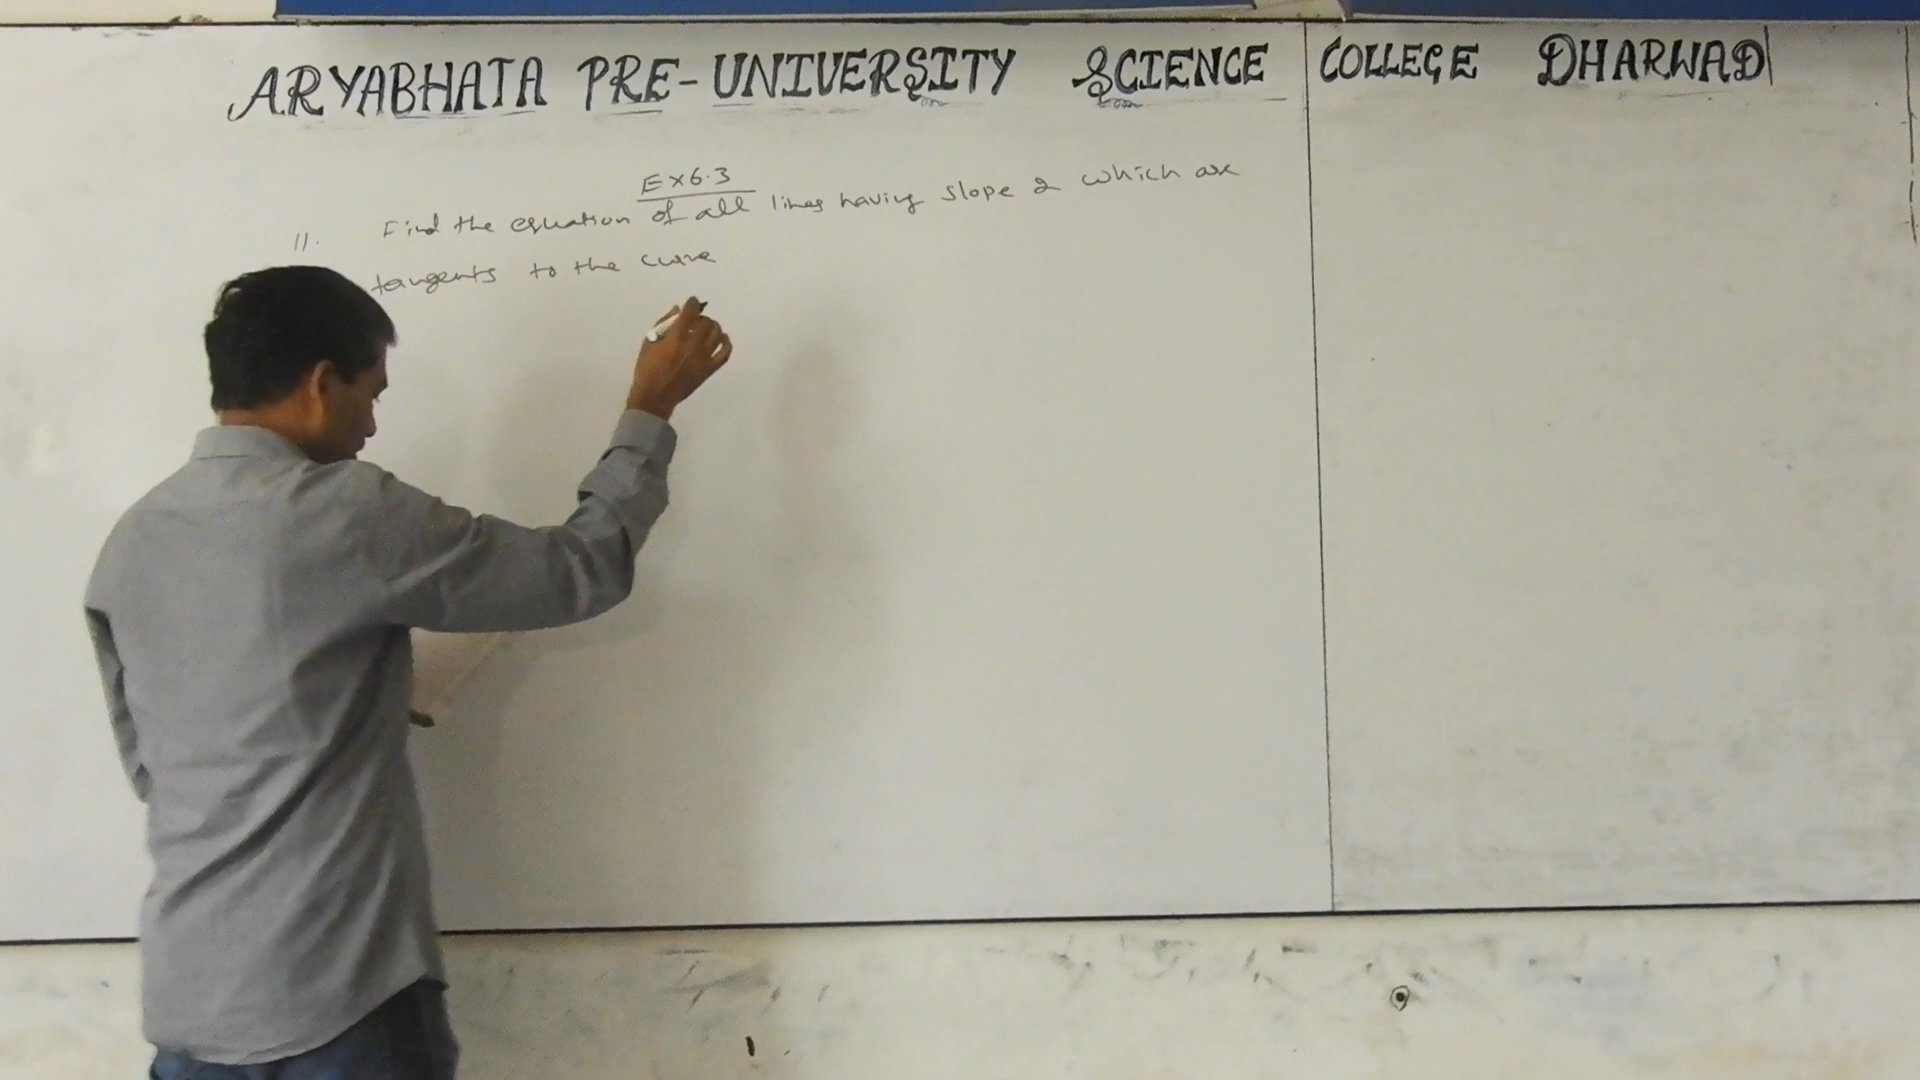 ARYABHATA PRE-UNIVERSITY SCIENCE COLLEGE DHARWAD
EX 6.3
11. Find the equation of all lines having slope 2 which are
tangents to the curve